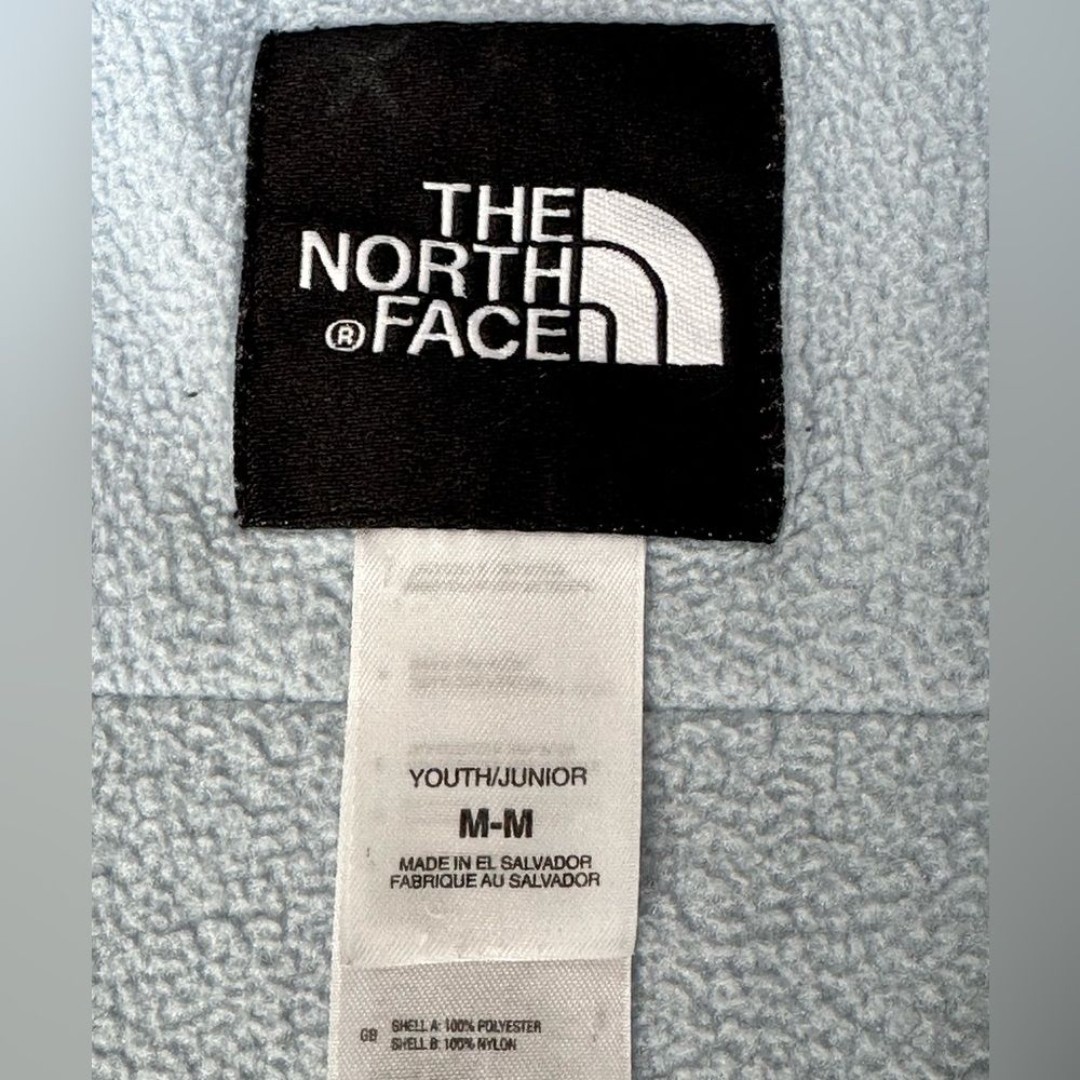 THE
NORTH
® FACE
YOUTH/JUNIOR
M-M
MADE IN EL SALVADOR
FABRIQUE AU SALVADOR
GB SHELL A: 100% POLYESTER
SHELL B: 100% NYLON